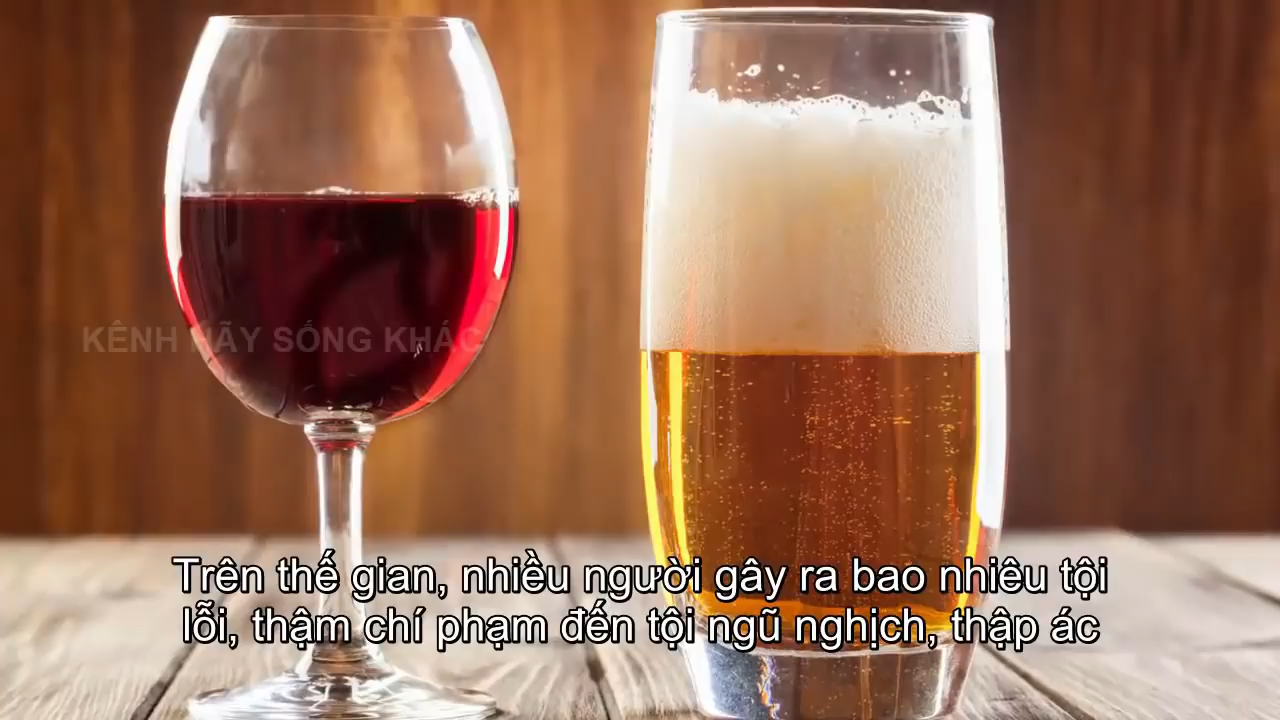 KÊNH HÃY SỐNG KHÁC
Trên thế gian, nhiều người gây ra bao nhiêu tội
lỗi, thậm chí phạm đến tội ngũ nghịch, thập ác